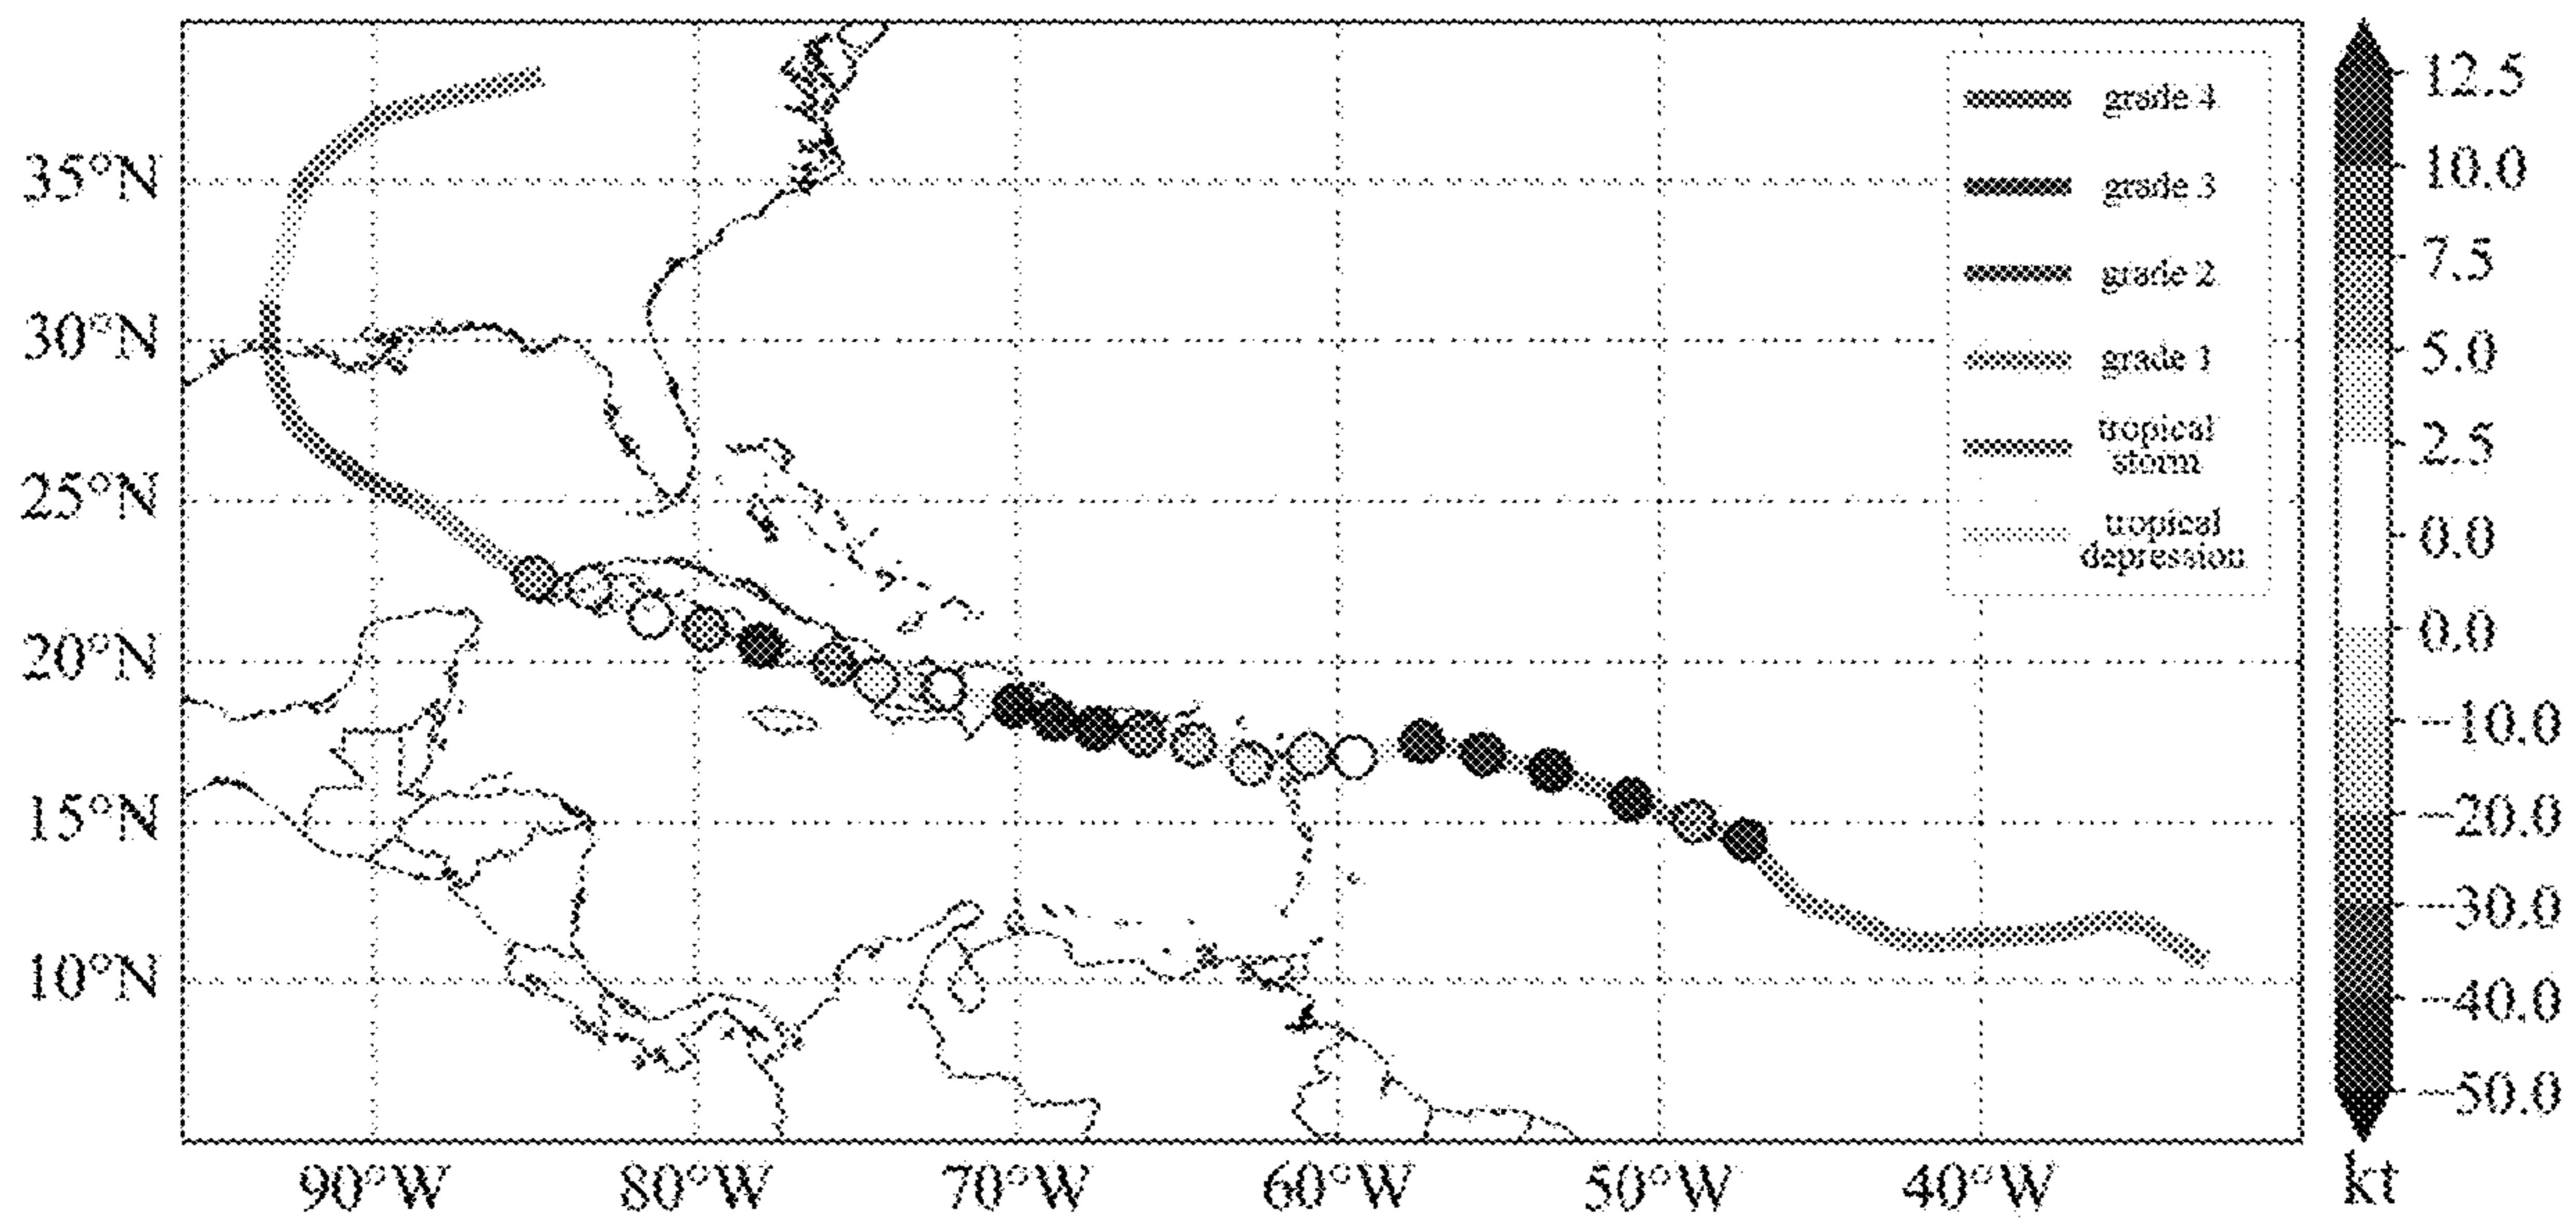 35°N
30°N
25°N
20°N
15°N
10°N
90°W
80°W
70°W
60°W
50°W
40°W
grade 4
grade 3
grade 2
grade 1
tropical
storm
tropical
depression
12.5
10.0
7.5
5.0
2.5
0.0
0.0
-10.0
-20.0
-30.0
-40.0
-50.0
kt